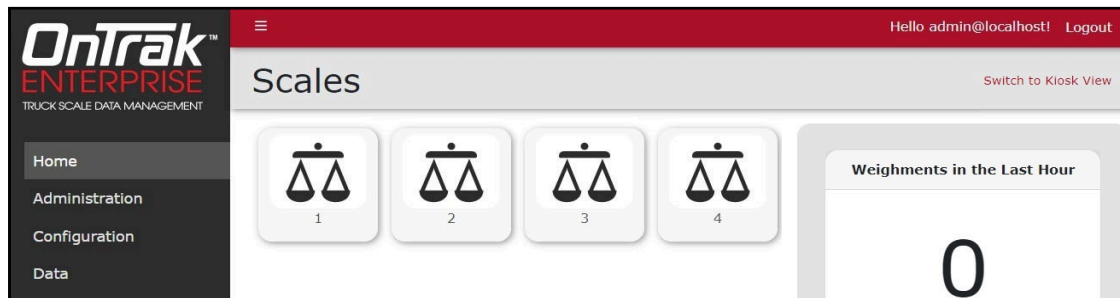 OnTrak™
ENTERPRISE
TRUCK SCALE DATA MANAGEMENT
Home
Administration
Configuration
Data
Hello admin@localhost! Logout
Scales
Switch to Kiosk View
1 2 3 4
Weighments in the Last Hour
0